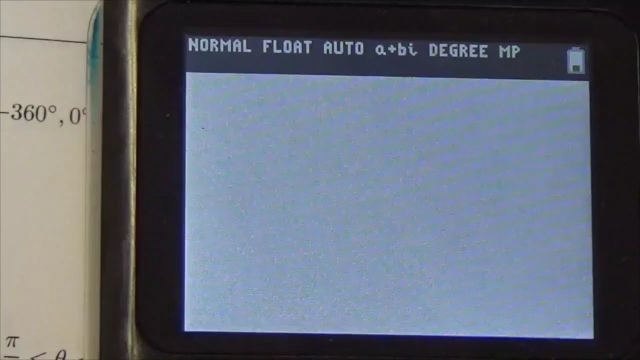 NORMAL FLOAT AUTO a+bi DEGREE MP
-360°, 0°
π
< θ